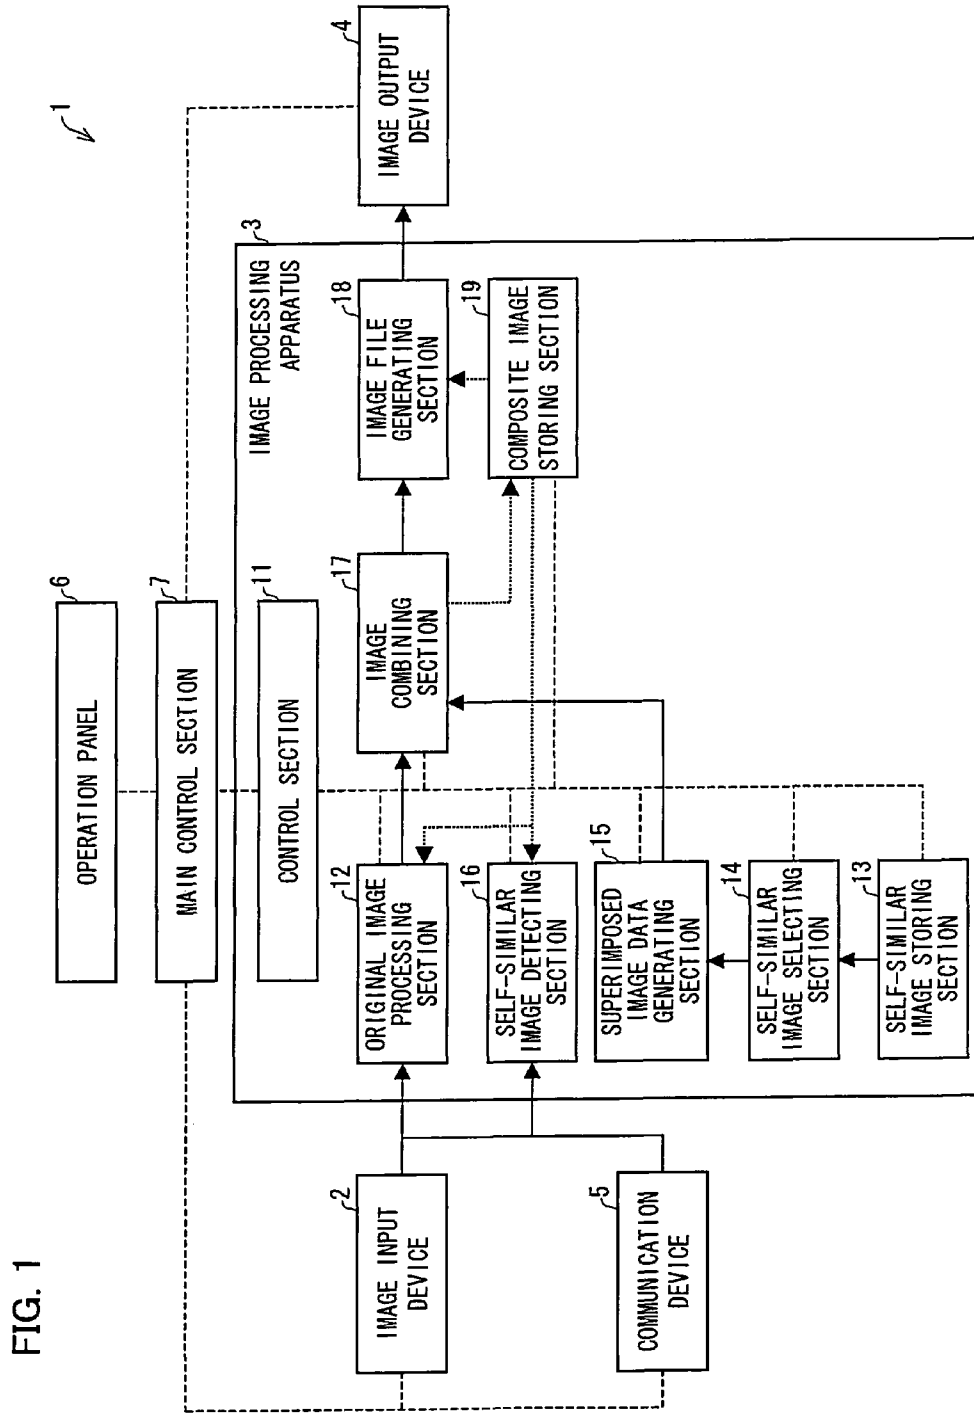 FIG. 1
1
6
OPERATION PANEL
7
MAIN CONTROL SECTION
3
IMAGE PROCESSING
APPARATUS
11
CONTROL SECTION
2
IMAGE INPUT
DEVICE
12
ORIGINAL IMAGE
PROCESSING
SECTION
17
IMAGE
COMBINING
SECTION
18
IMAGE FILE
GENERATING
SECTION
4
IMAGE OUTPUT
DEVICE
16
SELF-SIMILAR
IMAGE DETECTING
SECTION
19
COMPOSITE IMAGE
STORING SECTION
5
COMMUNICATION
DEVICE
15
SUPERIMPOSED
IMAGE DATA
GENERATING
SECTION
14
SELF-SIMILAR
IMAGE SELECTING
SECTION
13
SELF-SIMILAR
IMAGE STORING
SECTION